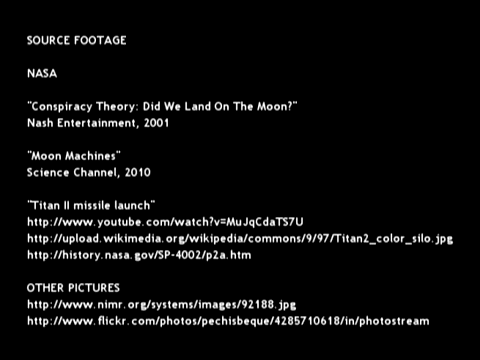 SOURCE FOOTAGE
NASA
"Conspiracy Theory: Did We Land On The Moon?"
Nash Entertainment, 2001
"Moon Machines"
Science Channel, 2010
"Titan II missile launch"
http://www.youtube.com/watch?v=MuJqCdaTS7U
http://upload.wikimedia.org/wikipedia/commons/9/97/Titan2_color_silo.jpg
http://history.nasa.gov/SP-4002/p2a.htm
OTHER PICTURES
http://www.nimr.org/systems/images/92188.jpg
http://www.flickr.com/photos/pechisbeque/4285710618/in/photostream